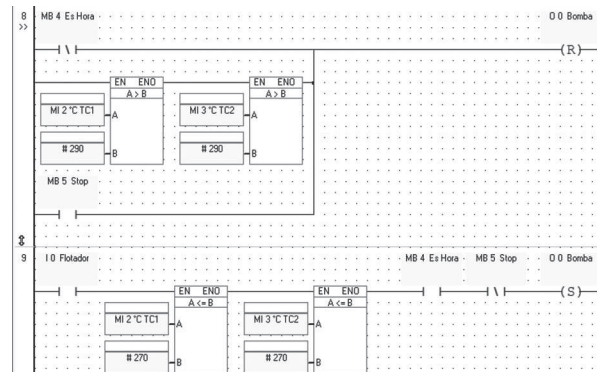 8 MB 4 Es Hora O 0 Bomba
>>
(R)
EN ENO EN ENO
A > B A > B
MI 2 °C TC1 A MI 3 °C TC2 A
# 290 B # 290 B
MB 5 Stop
9 I 0 Flotador MB 4 Es Hora MB 5 Stop O 0 Bomba
(S)
EN ENO EN ENO
A <= B A <= B
MI 2 °C TC1 A MI 3 °C TC2 A
# 270 B # 270 B